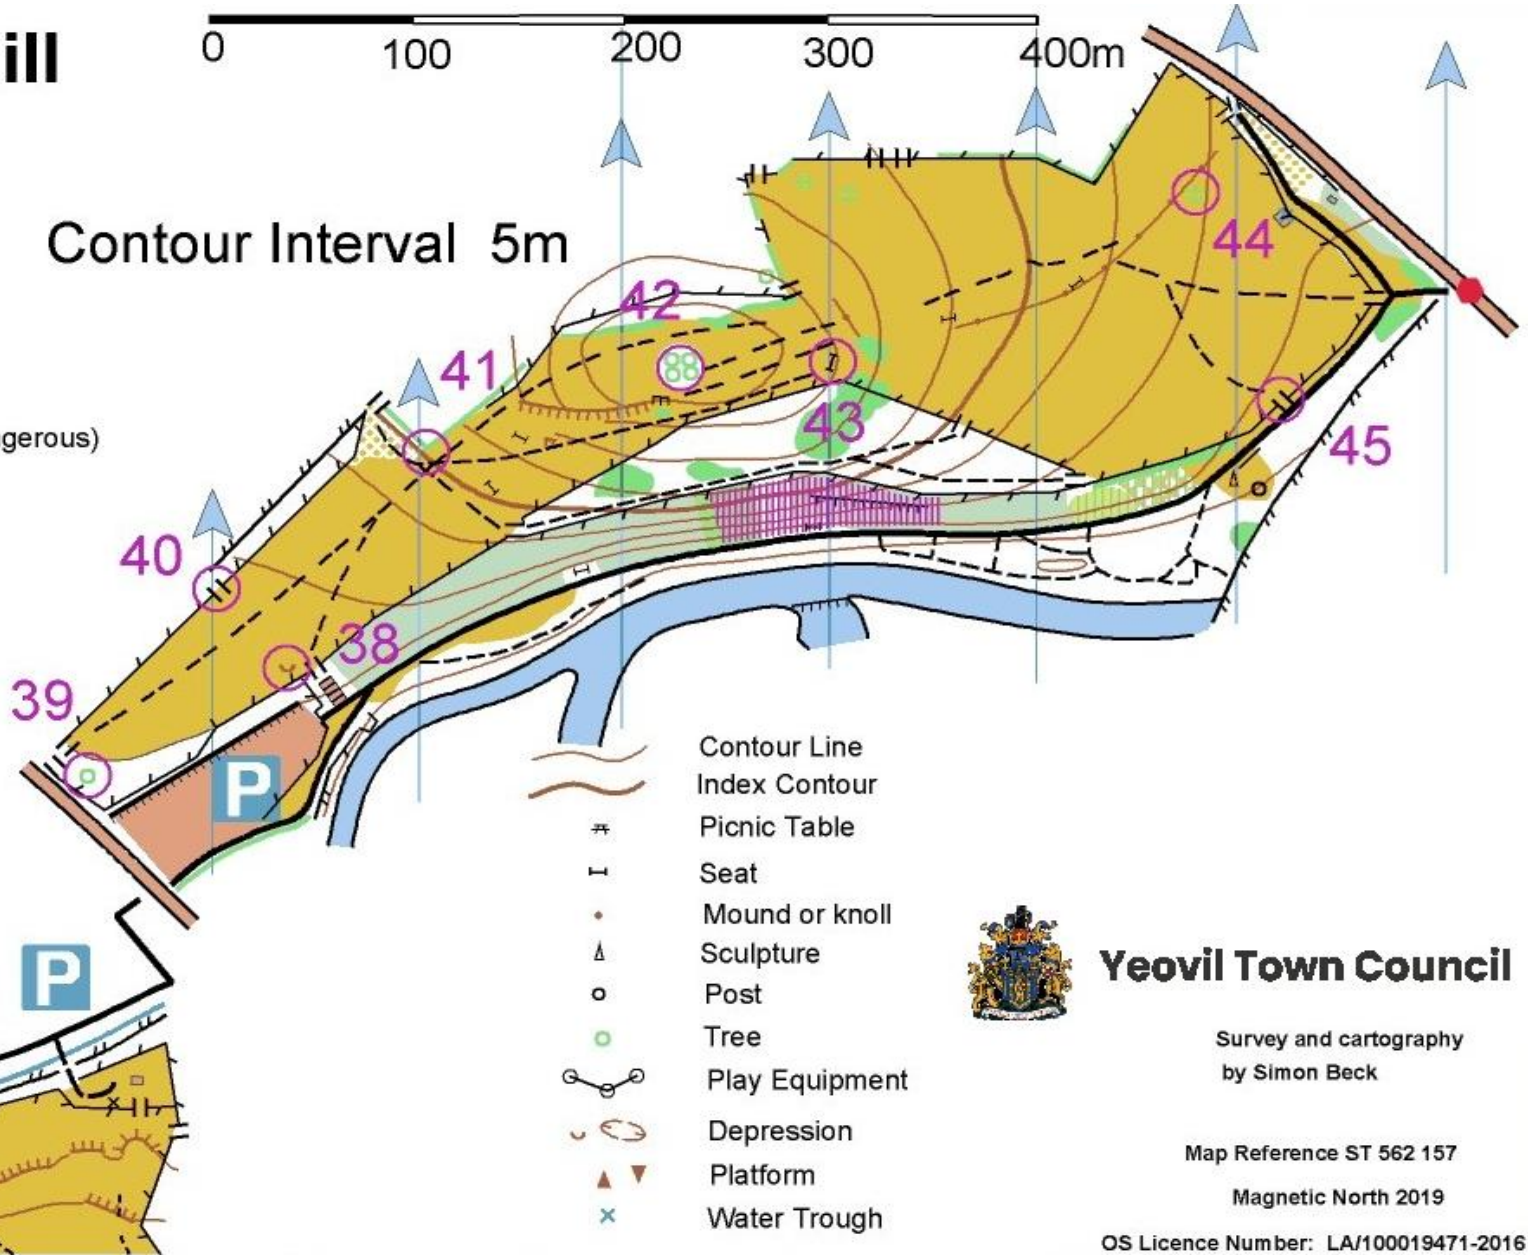 ill
0 100 200 300 400m
Contour Interval 5m
44
42
41
gerous)
43
45
40
38
39
P
Contour Line
Index Contour
Picnic Table
Seat
Mound or knoll
Sculpture
Post
Tree
Play Equipment
Depression
Platform
Water Trough
P
Yeovil Town Council
Survey and cartography
by Simon Beck
Map Reference ST 562 157
Magnetic North 2019
OS Licence Number: LA/100019471-2016